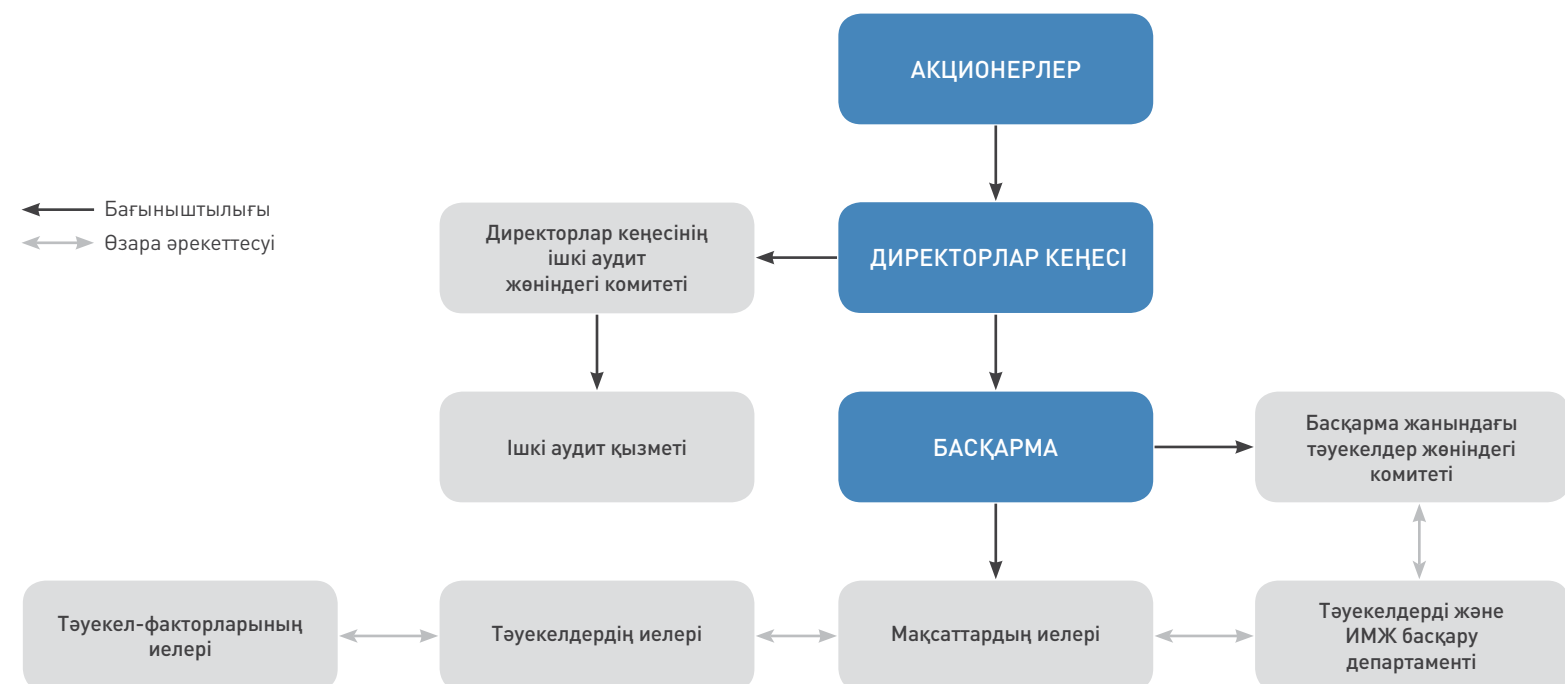 АКЦИОНЕРЛЕР
Бағыныштылығы
Өзара әрекеттесуі
Директорлар кеңесінің
ішкі аудит
жөніндегі комитеті
ДИРЕКТОРЛАР КЕҢЕСІ
Ішкі аудит қызметі
БАСҚАРМА
Басқарма жанындағы
тәуекелдер жөніндегі
комитеті
Тәуекел-факторларының
иелері
Тәуекелдердің иелері
Мақсаттардың иелері
Тәуекелдерді және
ИМЖ басқару
департаменті